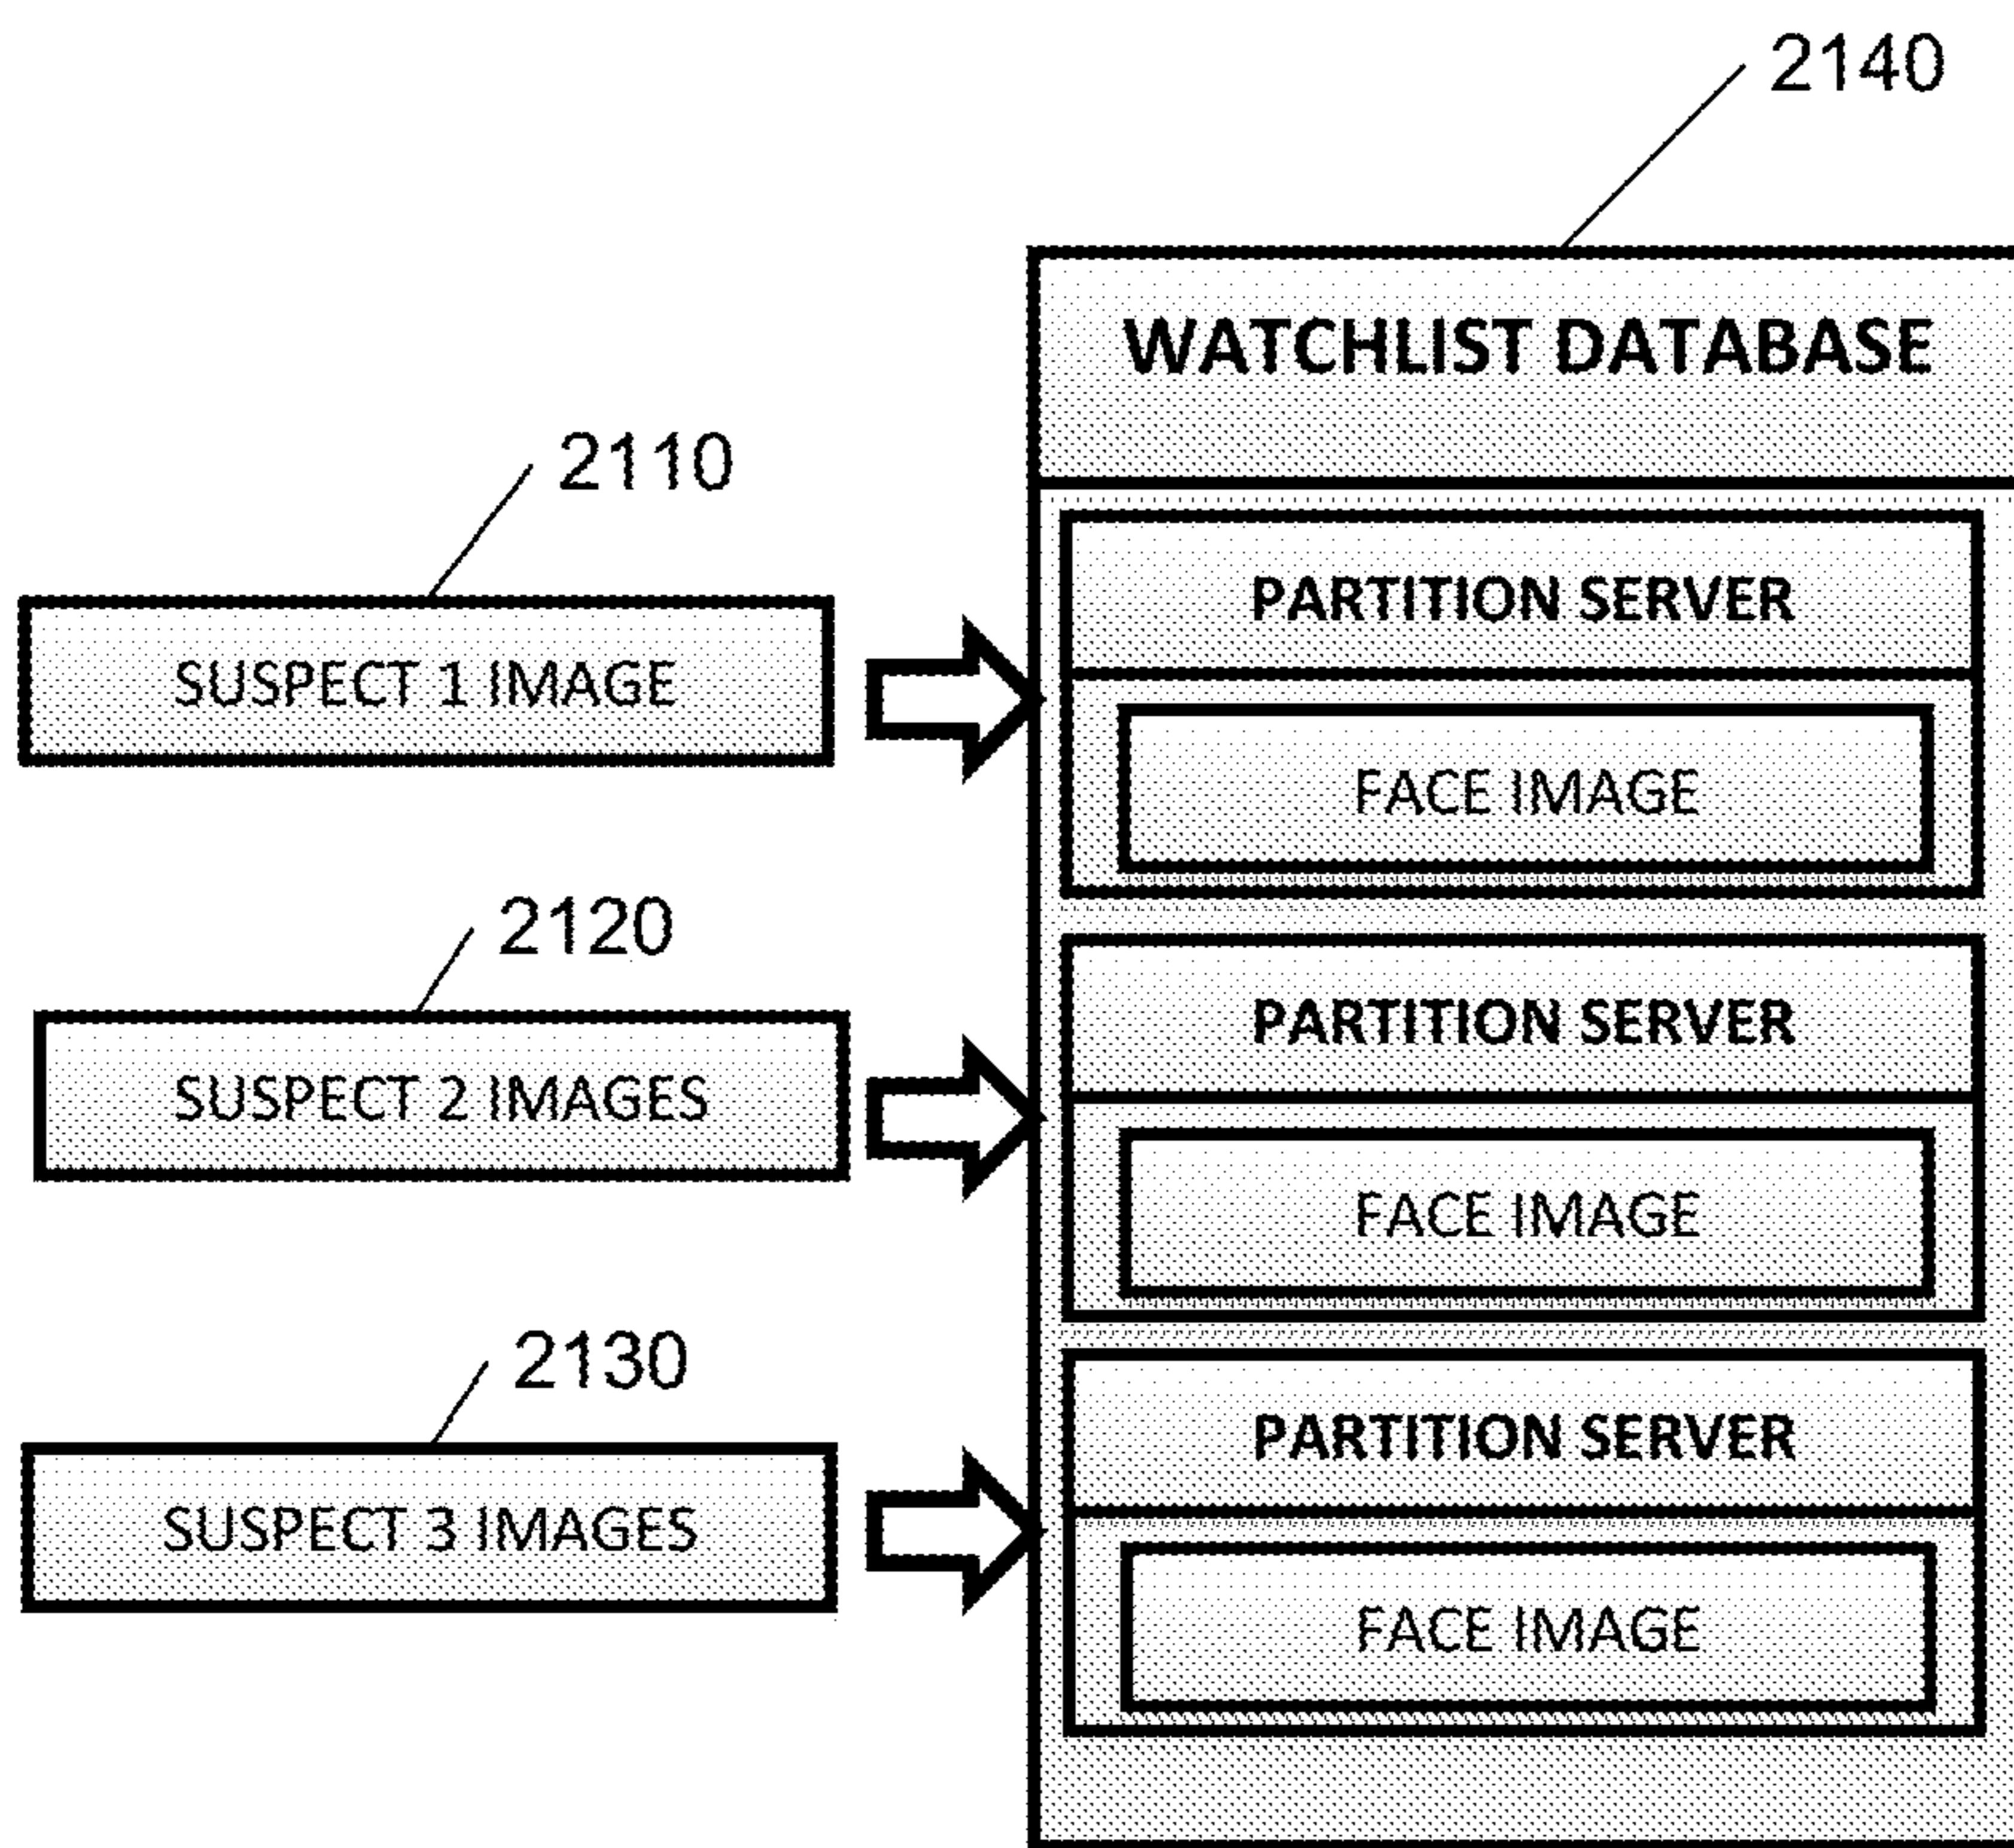 2140
WATCHLIST DATABASE
2110
SUSPECT 1 IMAGE
PARTITION SERVER
FACE IMAGE
2120
SUSPECT 2 IMAGES
PARTITION SERVER
FACE IMAGE
2130
SUSPECT 3 IMAGES
PARTITION SERVER
FACE IMAGE